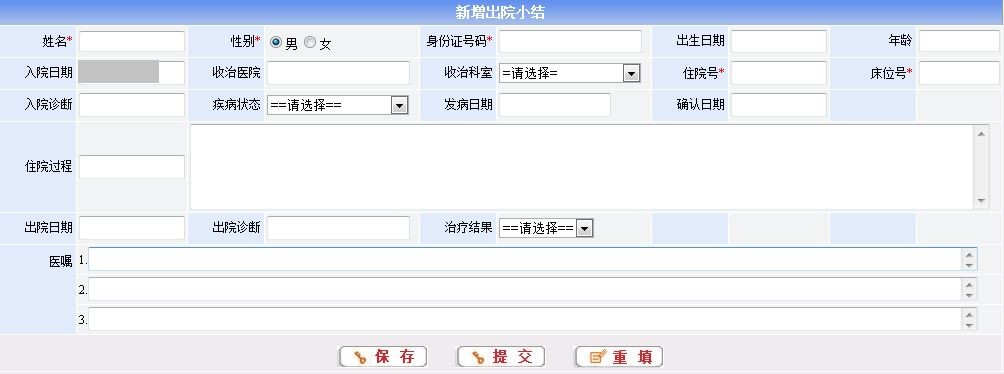 新增出院小结
姓名* 性别* 男 女 身份证号码* 出生日期 年龄
入院日期 收治医院 收治科室 =请选择= 住院号* 床位号*
入院诊断 疾病状态 ==请选择== 发病日期 确认日期
住院过程
出院日期 出院诊断 治疗结果 ==请选择==
医嘱 1.
2.
3.
保存 提交 重填